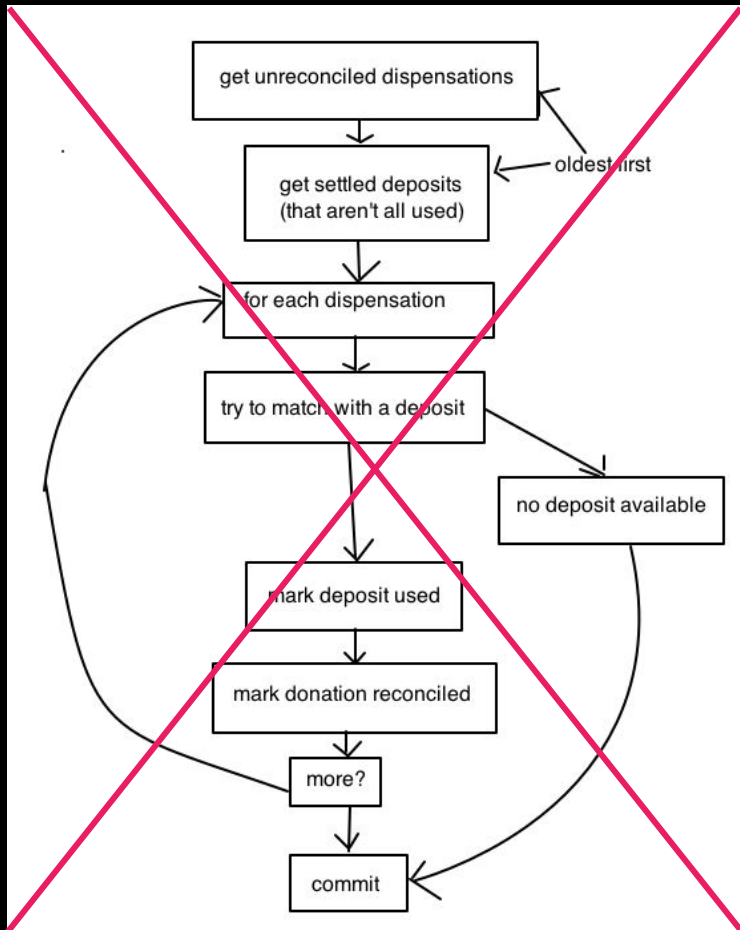 get unreconciled dispensations
oldest first
get settled deposits
(that aren't all used)
for each dispensation
try to match with a deposit
no deposit available
mark deposit used
mark donation reconciled
more?
commit